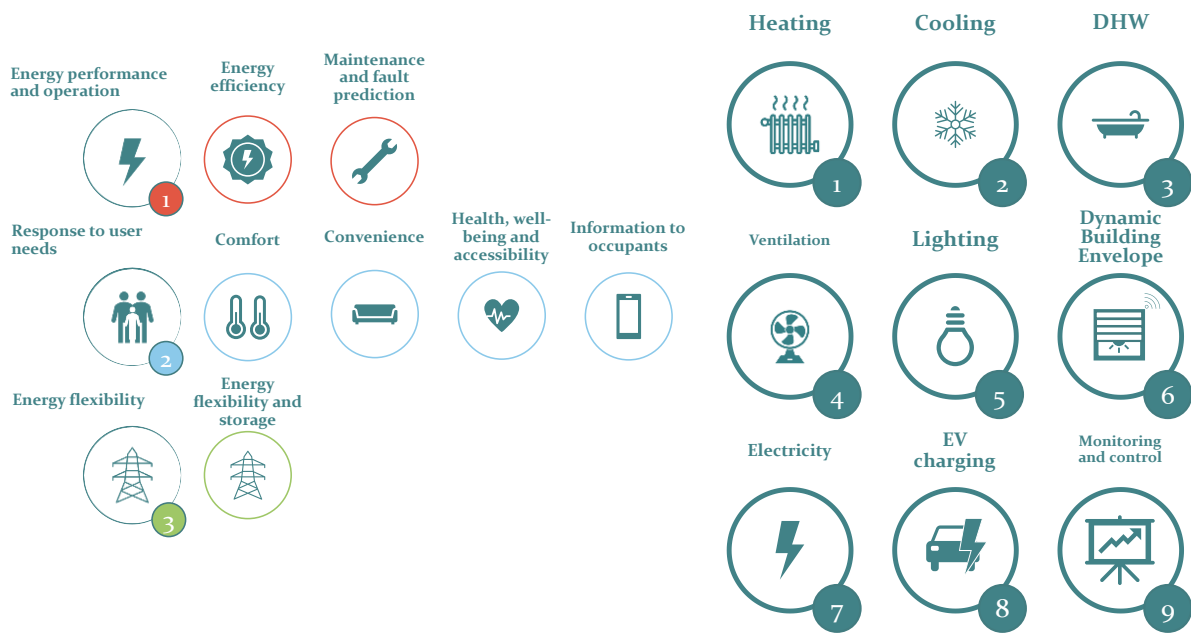 Energy performance
and operation
1
Energy
efficiency
Maintenance
and fault
prediction
Response to user
needs
2
Comfort
Convenience
Health, well-
being and
accessibility
Information to
occupants
Energy flexibility
3
Energy
flexibility and
storage
Heating
1
Cooling
2
DHW
3
Ventilation
4
Lighting
5
Dynamic
Building
Envelope
6
Electricity
7
EV
charging
8
Monitoring
and control
9